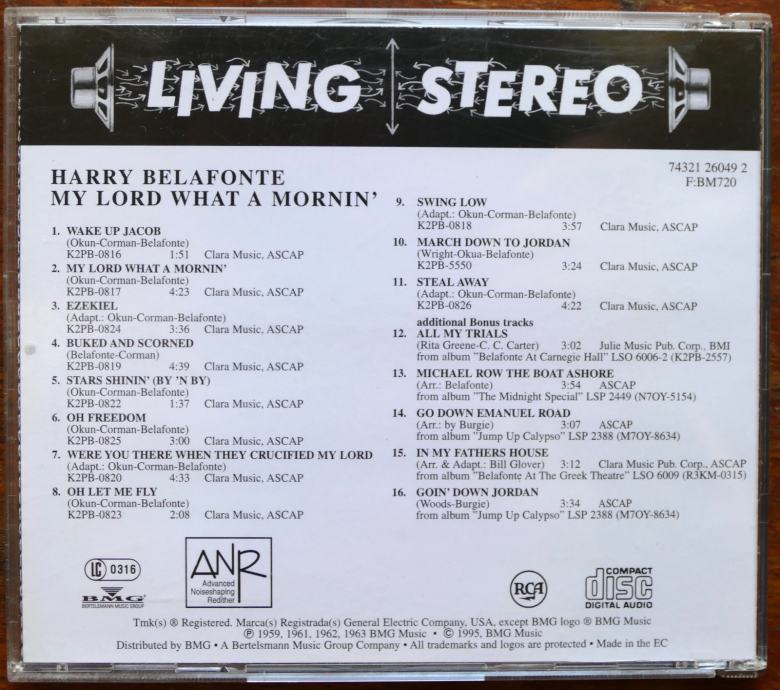 LIVING STEREO
74321 26049 2
F:BM720
HARRY BELAFONTE
MY LORD WHAT A MORNIN'
1. WAKE UP JACOB
(Okun-Corman-Belafonte)
K2PB-0816 1:51 Clara Music, ASCAP
2. MY LORD WHAT A MORNIN'
(Okun-Corman-Belafonte)
K2PB-0817 4:23 Clara Music, ASCAP
3. EZEKIEL
(Adapt.: Okun-Corman-Belafonte)
K2PB-0824 3:36 Clara Music, ASCAP
4. BUKED AND SCORNED
(Belafonte-Corman)
K2PB-0819 4:39 Clara Music, ASCAP
5. STARS SHININ' (BY 'N BY)
(Okun-Corman-Belafonte)
K2PB-0822 1:37 Clara Music, ASCAP
6. OH FREEDOM
(Okun-Corman-Belafonte)
K2PB-0825 3:00 Clara Music, ASCAP
7. WERE YOU THERE WHEN THEY CRUCIFIED MY LORD
(Adapt.: Okun-Corman-Belafonte)
K2PB-0820 4:33 Clara Music, ASCAP
8. OH LET ME FLY
(Okun-Corman-Belafonte)
K2PB-0823 2:08 Clara Music, ASCAP
9. SWING LOW
(Adapt.: Okun-Corman-Belafonte)
K2PB-0818 3:57 Clara Music, ASCAP
10. MARCH DOWN TO JORDAN
(Wright-Okua-Belafonte)
K2PB-5550 3:24 Clara Music, ASCAP
11. STEAL AWAY
(Adapt.: Okun-Corman-Belafonte)
K2PB-0826 4:22 Clara Music, ASCAP
additional Bonus tracks
12. ALL MY TRIALS
(Rita Greene-C. C. Carter) 3:02 Julie Music Pub. Corp., BMI
from album "Belafonte At Carnegie Hall" LSO 6006-2 (K2PB-2557)
13. MICHAEL ROW THE BOAT ASHORE
(Arr.: Belafonte) 3:54 ASCAP
from album "The Midnight Special" LSP 2449 (N7OY-5154)
14. GO DOWN EMANUEL ROAD
(Arr.: by Burgie) 3:07 ASCAP
from album "Jump Up Calypso" LSP 2388 (M7OY-8634)
15. IN MY FATHERS HOUSE
(Arr. & Adapt.: Bill Glover) 3:12 Clara Music Pub. Corp., ASCAP
from album "Belafonte At The Greek Theatre" LSO 6009 (R3KM-0315)
16. GOIN' DOWN JORDAN
(Woods-Burgie) 3:34 ASCAP
from album "Jump Up Calypso" LSP 2388 (M7OY-8634)
LC 0316
BMG
BERTELSMANN MUSIC GROUP
ANR
Advanced
Noiseshaping
Redither
RCA
COMPACT
disc
DIGITAL AUDIO
Tmk(s) ® Registered. Marca(s) Registrada(s) General Electric Company, USA, except BMG logo ® BMG Music
℗ 1959, 1961, 1962, 1963 BMG Music • © 1995, BMG Music
Distributed by BMG • A Bertelsmann Music Group Company • All trademarks and logos are protected • Made in the EC